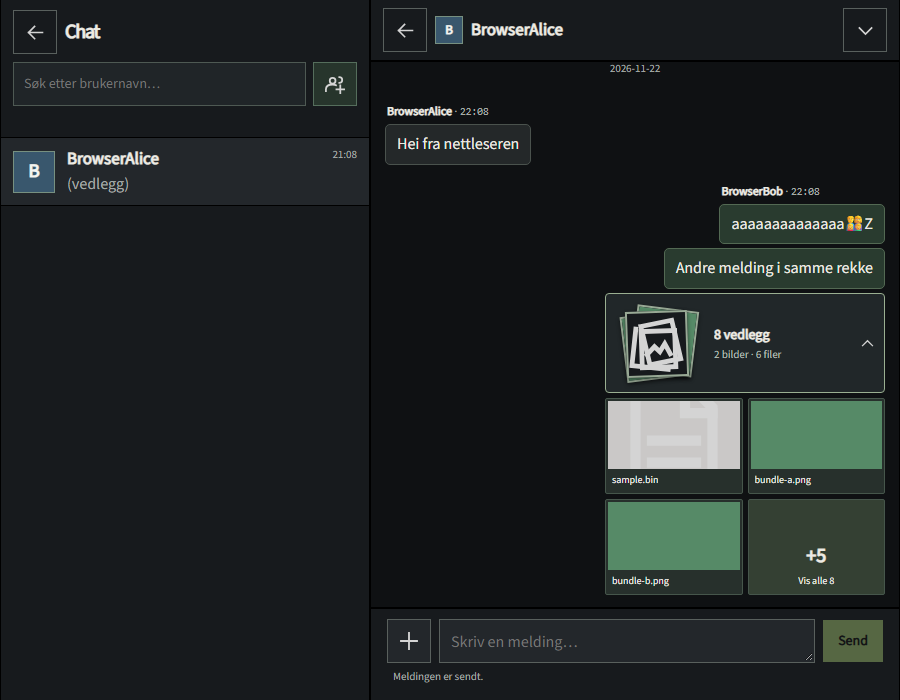 Chat
Søk etter brukernavn…
B
BrowserAlice
21:08
(vedlegg)
B
BrowserAlice
2026-11-22
BrowserAlice · 22:08
Hei fra nettleseren
BrowserBob · 22:08
aaaaaaaaaaaaaa👫Z
Andre melding i samme rekke
8 vedlegg
2 bilder · 6 filer
sample.bin
bundle-a.png
bundle-b.png
+5
Vis alle 8
Skriv en melding…
Send
Meldingen er sendt.